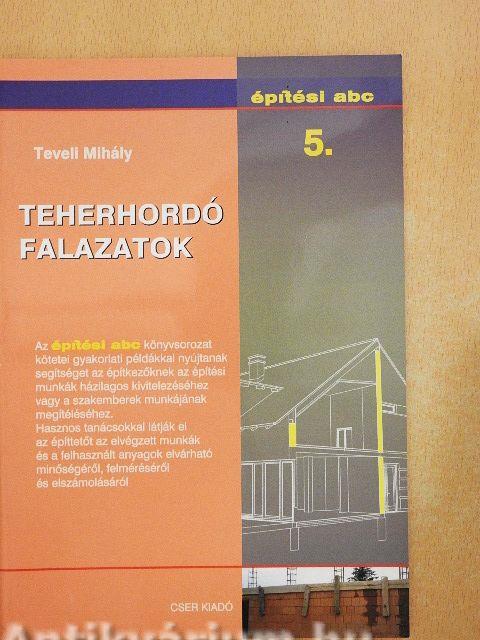 építési abc
5.
Teveli Mihály
TEHERHORDÓ
FALAZATOK
Az építési abc könyvsorozat
kötetei gyakorlati példákkal nyújtanak
segítséget az építkezőknek az építési
munkák házilagos kivitelezéséhez
vagy a szakemberek munkájának
megítéléséhez.
Hasznos tanácsokkal látják el
az építtetőt az elvégzett munkák
és a felhasznált anyagok elvárható
minőségéről, felméréséről
és elszámolásáról
CSER KIADÓ
Antikvárium.hu